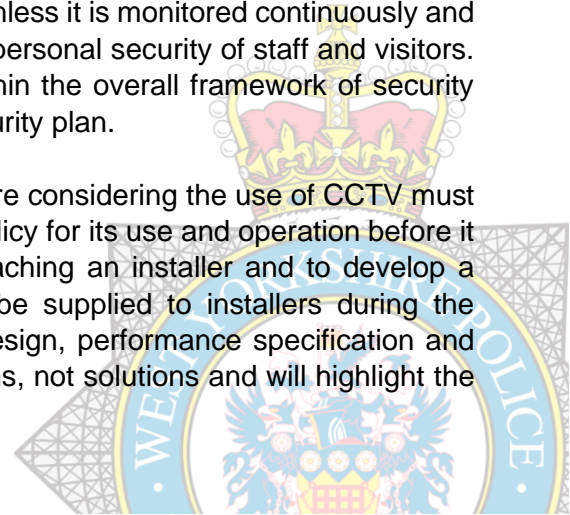 nless it is monitored continuously and
personal security of staff and visitors.
hin the overall framework of security
urity plan.
re considering the use of CCTV must
licy for its use and operation before it
aching an installer and to develop a
be supplied to installers during the
esign, performance specification and
ns, not solutions and will highlight the
WEST YORKSHIRE POLICE